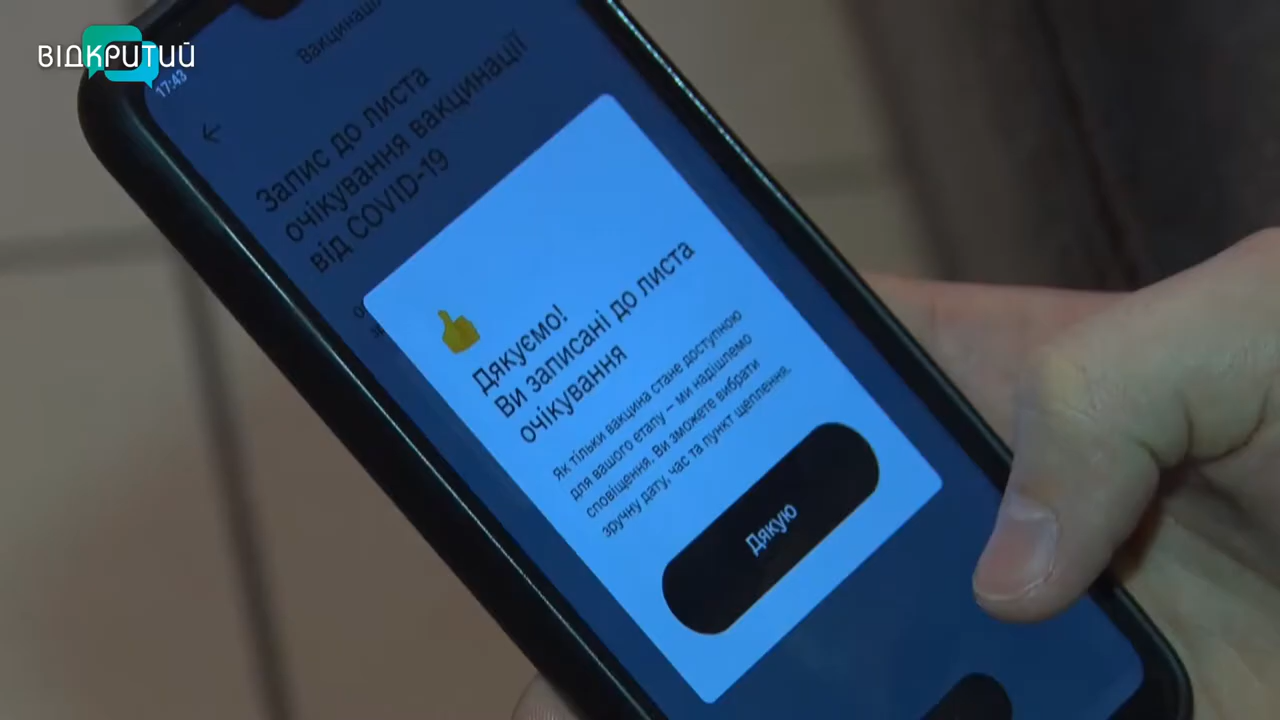 ВІДКРИТИЙ
17:43
Вакцинація
Запис до листа
очікування вакцинації
від COVID-19
Дякуємо!
Ви записані до листа
очікування
Як тільки вакцина стане доступною
для вашого етапу – ми надішлемо
сповіщення. Ви зможете вибрати
зручну дату, час та пункт щеплення.
Дякую